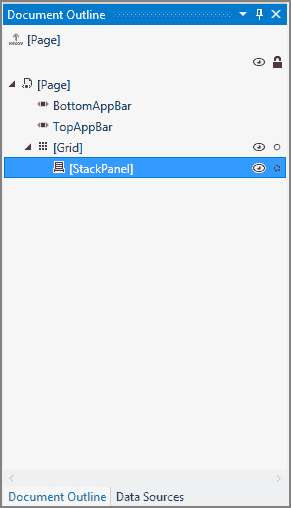 Document Outline
[Page]
[Page]
BottomAppBar
TopAppBar
[Grid]
[StackPanel]
Document Outline Data Sources